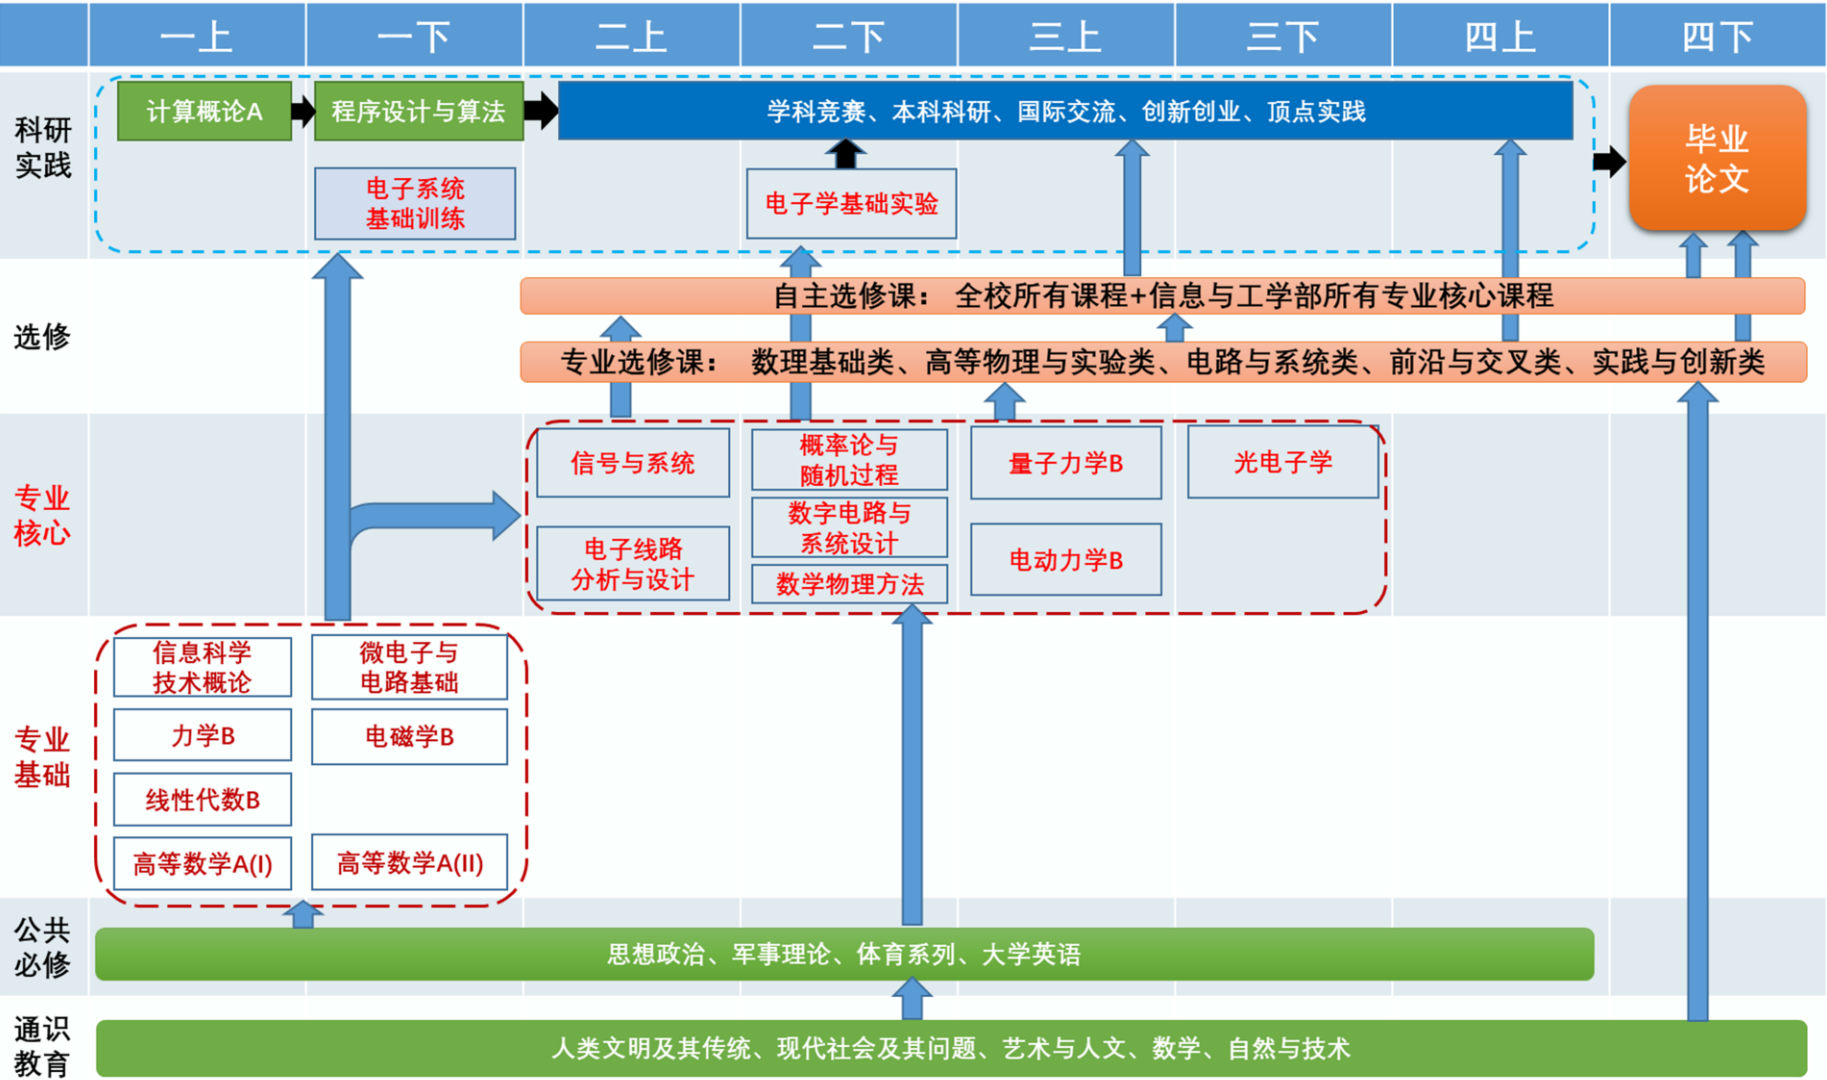 一上
一下
二上
二下
三上
三下
四上
四下
科研
实践
计算概论A
程序设计与算法
学科竞赛、本科科研、国际交流、创新创业、顶点实践
电子系统
基础训练
电子学基础实验
毕业
论文
选修
自主选修课： 全校所有课程+信息与工学部所有专业核心课程
专业选修课： 数理基础类、高等物理与实验类、电路与系统类、前沿与交叉类、实践与创新类
专业
核心
信号与系统
电子线路
分析与设计
概率论与
随机过程
数字电路与
系统设计
数学物理方法
量子力学B
电动力学B
光电子学
专业
基础
信息科学
技术概论
微电子与
电路基础
力学B
电磁学B
线性代数B
高等数学A(I)
高等数学A(II)
公共
必修
思想政治、军事理论、体育系列、大学英语
通识
教育
人类文明及其传统、现代社会及其问题、艺术与人文、数学、自然与技术